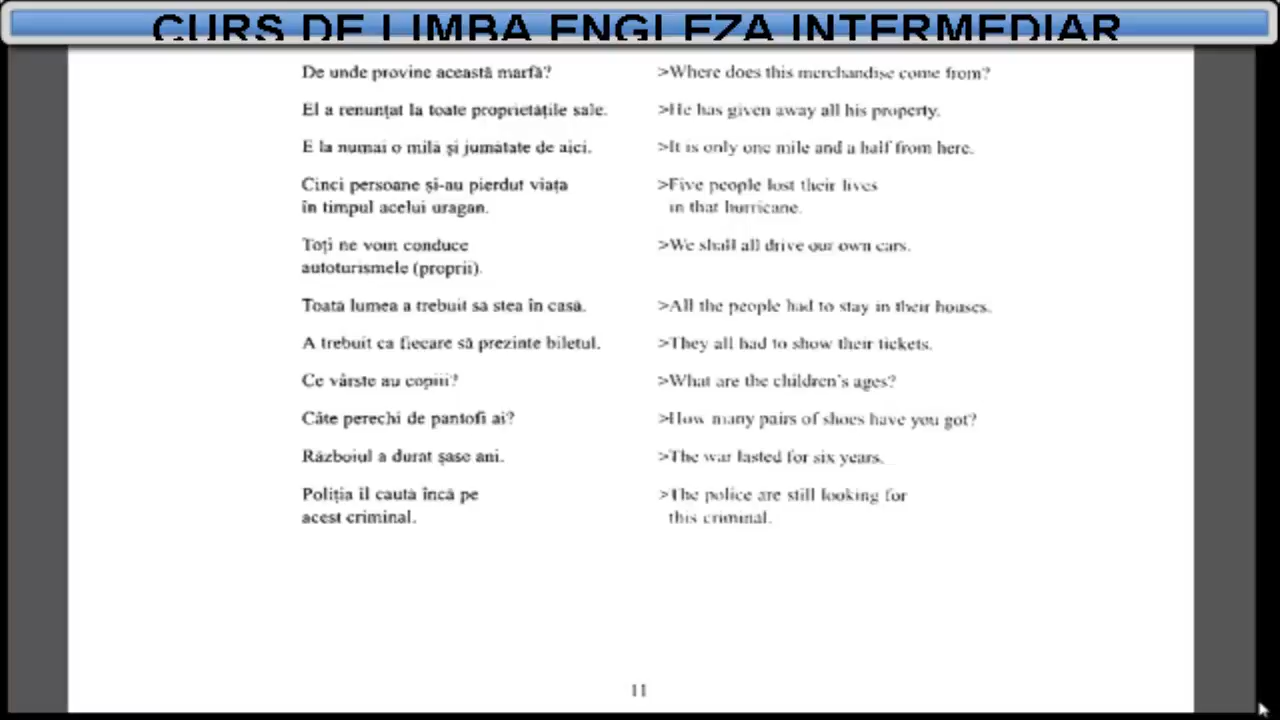 CURS DE LIMBA ENGLEZA INTERMEDIAR
De unde provine această marfă? >Where does this merchandise come from?
El a renunțat la toate proprietățile sale. >He has given away all his property.
E la numai o milă și jumătate de aici. >It is only one mile and a half from here.
Cinci persoane și-au pierdut viața >Five people lost their lives
în timpul acelui uragan. in that hurricane.
Toți ne vom conduce >We shall all drive our own cars.
autoturismele (proprii).
Toată lumea a trebuit să stea în casă. >All the people had to stay in their houses.
A trebuit ca fiecare să prezinte biletul. >They all had to show their tickets.
Ce vârste au copiii? >What are the children's ages?
Câte perechi de pantofi ai? >How many pairs of shoes have you got?
Războiul a durat șase ani. >The war lasted for six years.
Poliția îl caută încă pe >The police are still looking for
acest criminal. this criminal.
11